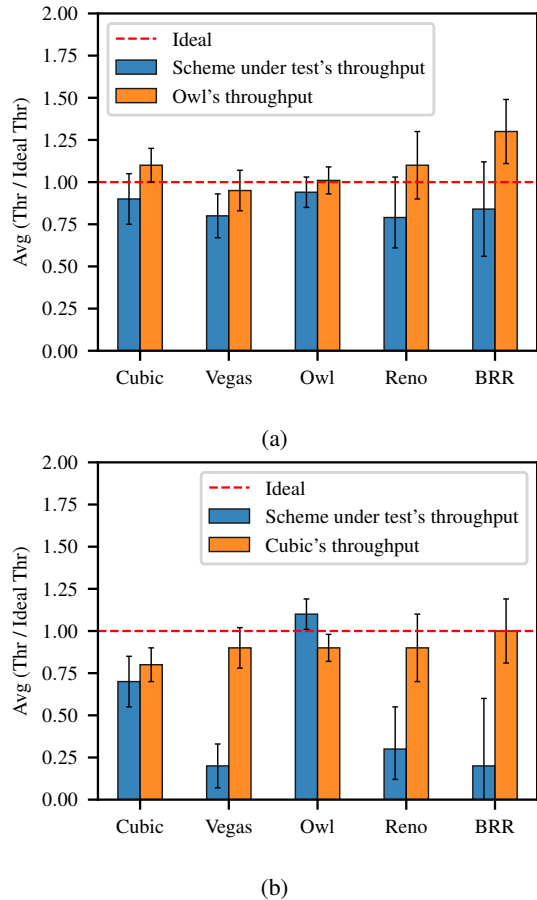 2.00
1.75
1.50
1.25
1.00
0.75
0.50
0.25
0.00
Avg (Thr / Ideal Thr)
Ideal
Scheme under test's throughput
Owl's throughput
Cubic Vegas Owl Reno BRR
(a)
2.00
1.75
1.50
1.25
1.00
0.75
0.50
0.25
0.00
Avg (Thr / Ideal Thr)
Ideal
Scheme under test's throughput
Cubic's throughput
Cubic Vegas Owl Reno BRR
(b)